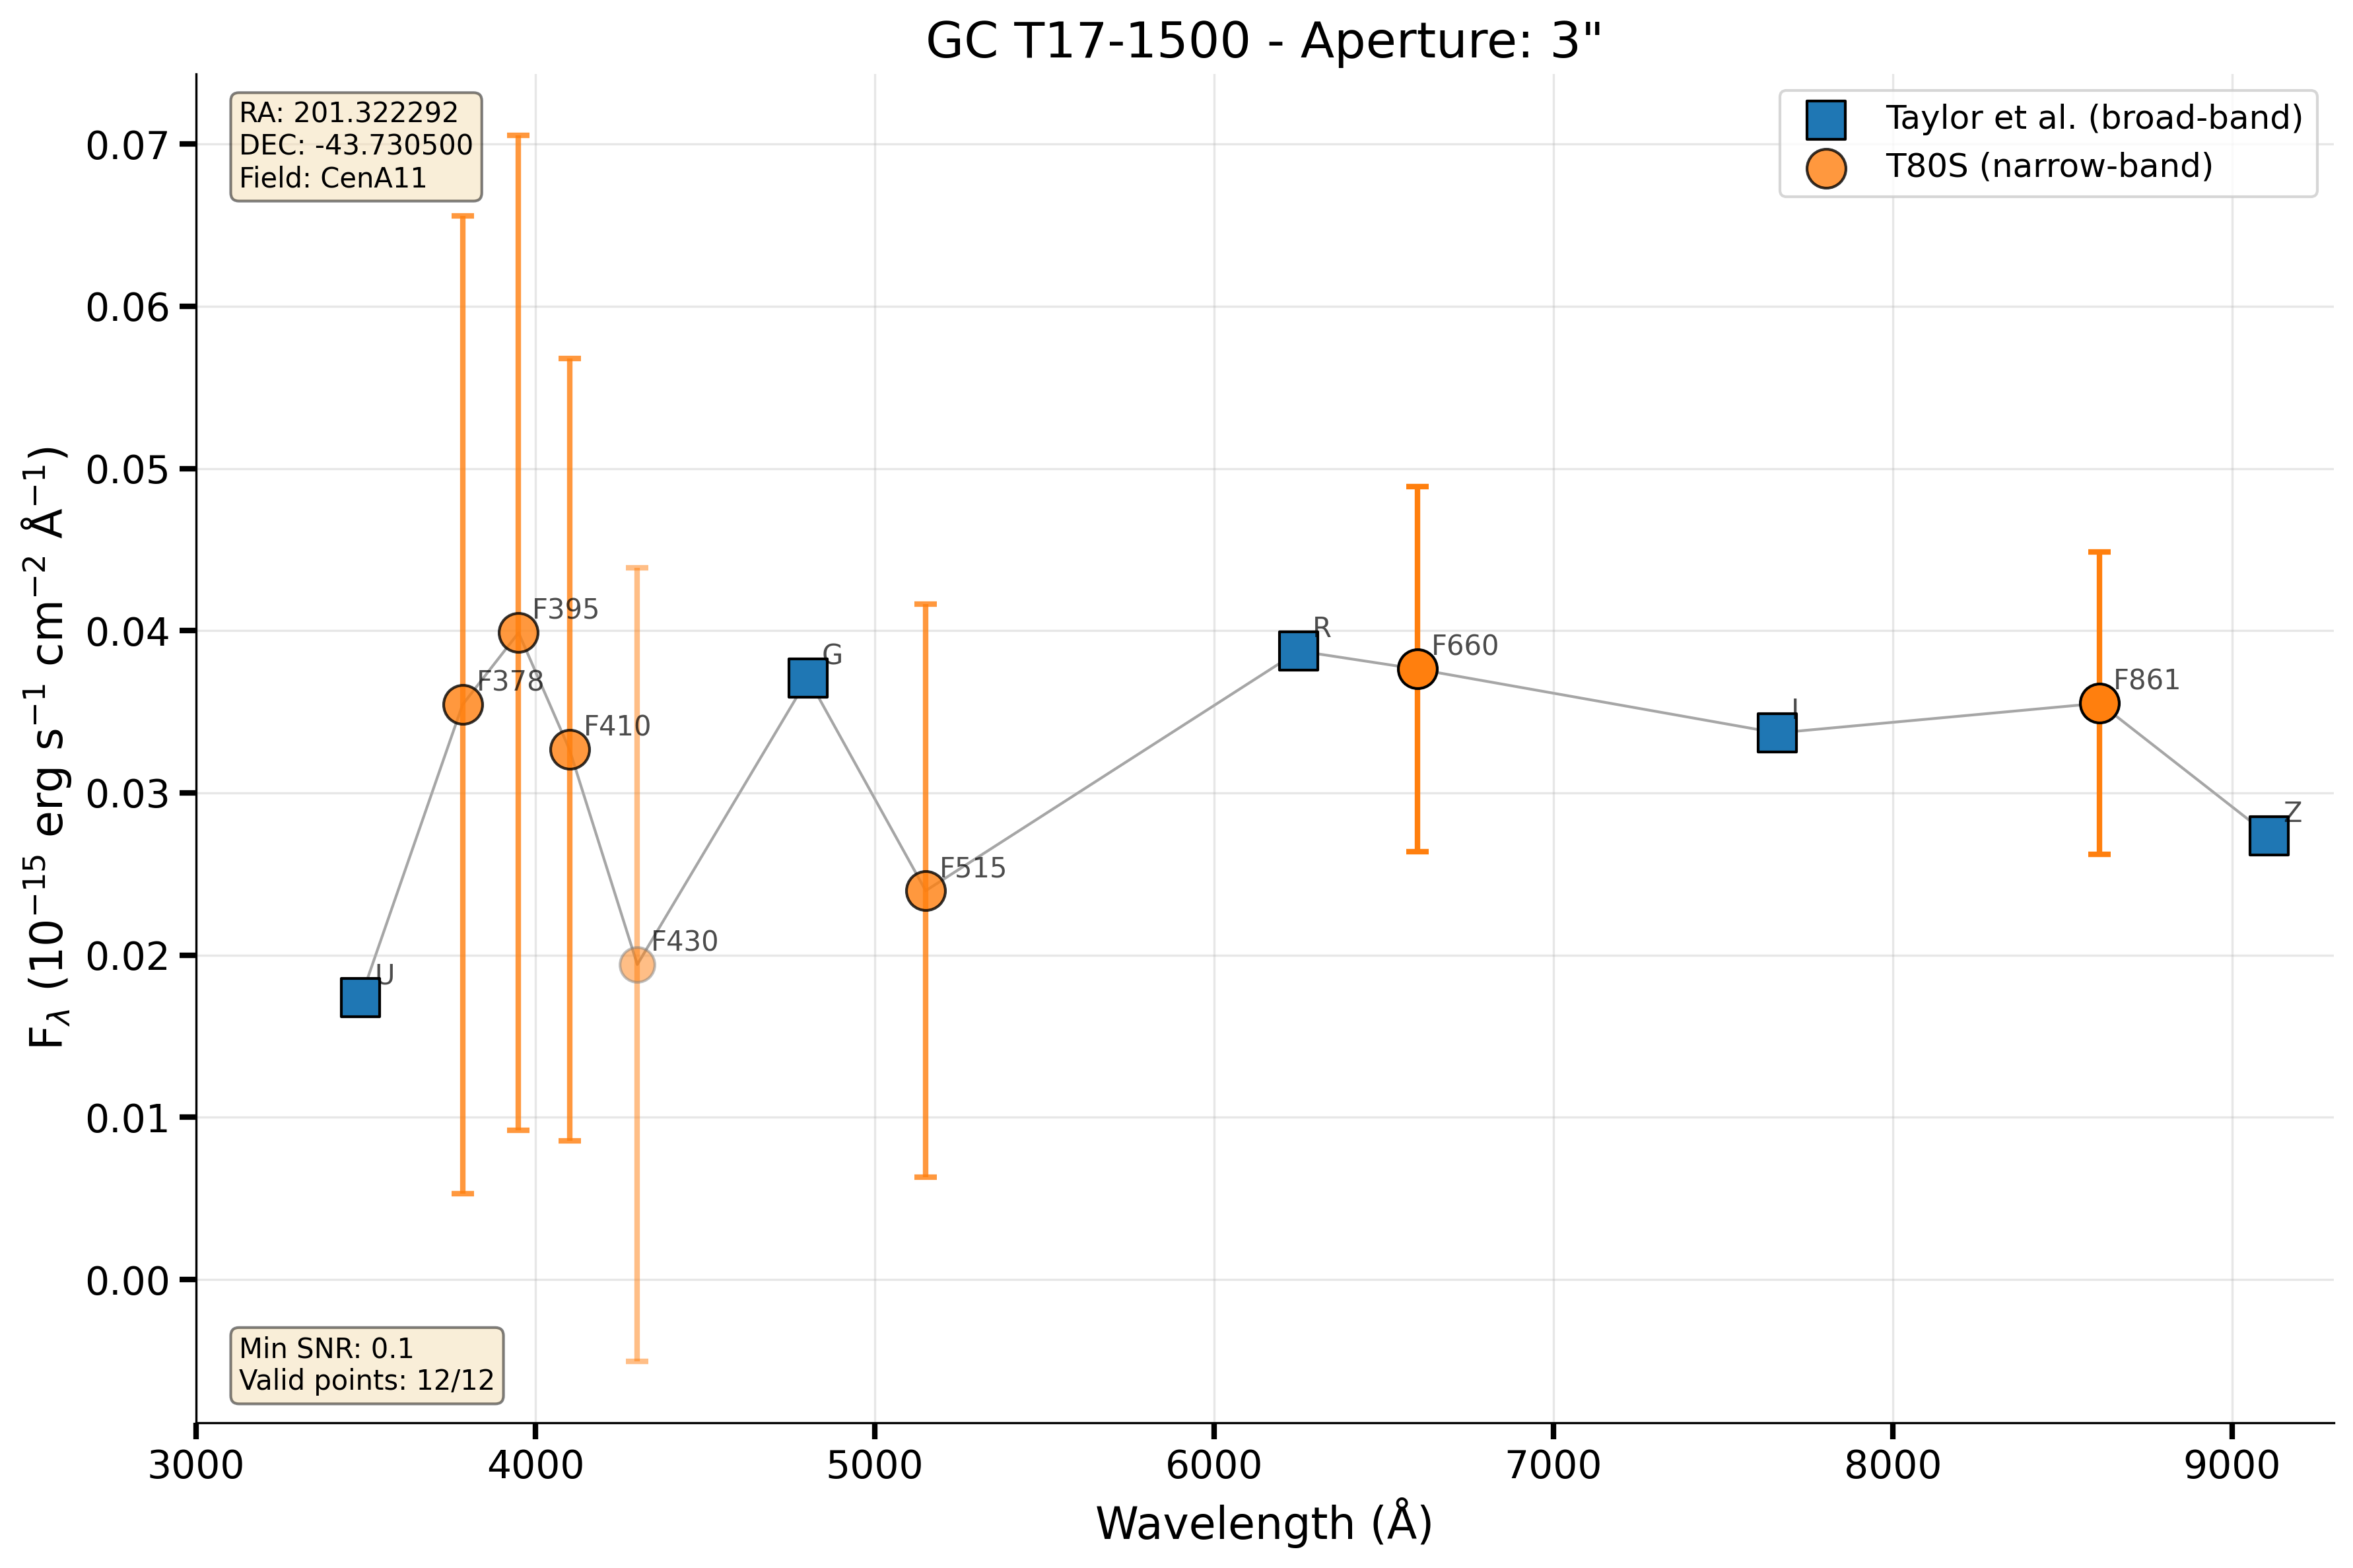 GC T17-1500 - Aperture: 3"
RA: 201.322292
DEC: -43.730500
Field: CenA11
Taylor et al. (broad-band)
T80S (narrow-band)
0.07
0.06
0.05
0.04
0.03
0.02
0.01
0.00
F$_{λ}$ (10$^{−15}$ erg s$^{−1}$ cm$^{−2}$ Å$^{−1}$)
U
F378
F395
F410
F430
G
F515
R
F660
I
F861
Z
Min SNR: 0.1
Valid points: 12/12
3000 4000 5000 6000 7000 8000 9000
Wavelength (Å)